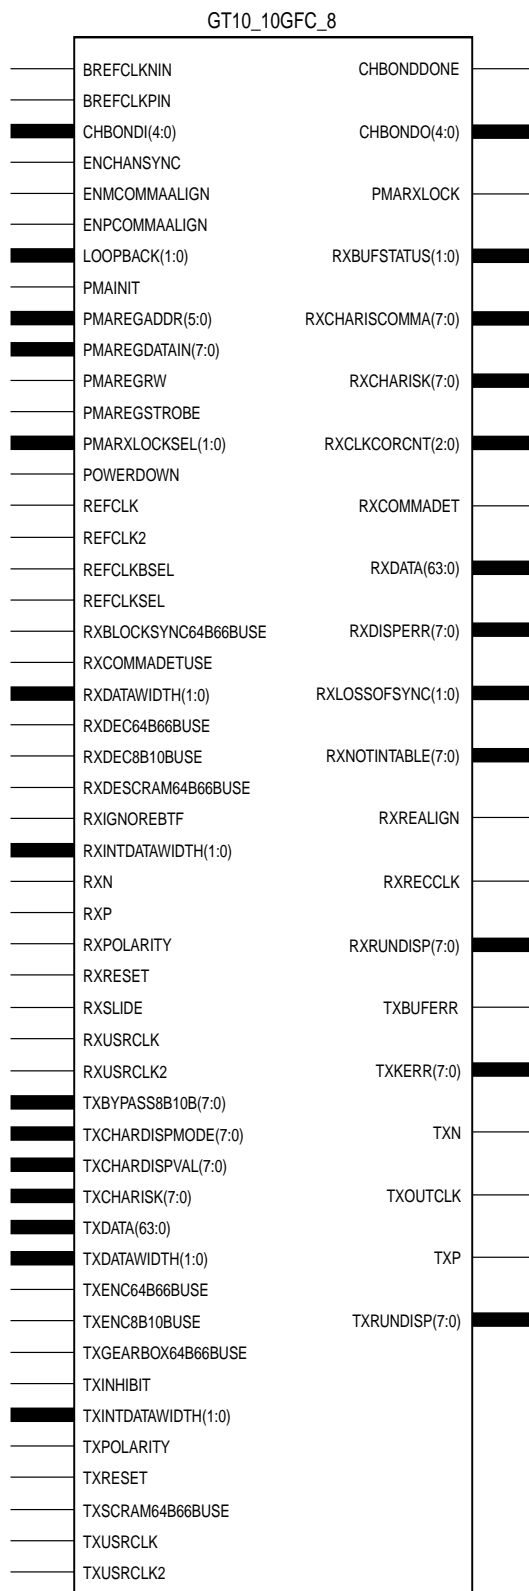 GT10_10GFC_8
BREFCLKNIN
BREFCLKPIN
CHBONDI(4:0)
ENCHANSYNC
ENMCOMMAALIGN
ENPCOMMAALIGN
LOOPBACK(1:0)
PMAINIT
PMAREGADDR(5:0)
PMAREGDATAIN(7:0)
PMAREGRW
PMAREGSTROBE
PMARXLOCKSEL(1:0)
POWERDOWN
REFCLK
REFCLK2
REFCLKBSEL
REFCLKSEL
RXBLOCKSYNC64B66BUSE
RXCOMMADETUSE
RXDATAWIDTH(1:0)
RXDEC64B66BUSE
RXDEC8B10BUSE
RXDESCRAM64B66BUSE
RXIGNOREBTF
RXINTDATAWIDTH(1:0)
RXN
RXP
RXPOLARITY
RXRESET
RXSLIDE
RXUSRCLK
RXUSRCLK2
TXBYPASS8B10B(7:0)
TXCHARDISPMODE(7:0)
TXCHARDISPVAL(7:0)
TXCHARISK(7:0)
TXDATA(63:0)
TXDATAWIDTH(1:0)
TXENC64B66BUSE
TXENC8B10BUSE
TXGEARBOX64B66BUSE
TXINHIBIT
TXINTDATAWIDTH(1:0)
TXPOLARITY
TXRESET
TXSCRAM64B66BUSE
TXUSRCLK
TXUSRCLK2
CHBONDDONE
CHBONDO(4:0)
PMARXLOCK
RXBUFSTATUS(1:0)
RXCHARISCOMMA(7:0)
RXCHARISK(7:0)
RXCLKCORCNT(2:0)
RXCOMMADET
RXDATA(63:0)
RXDISPERR(7:0)
RXLOSSOFSYNC(1:0)
RXNOTINTABLE(7:0)
RXREALIGN
RXRECCLK
RXRUNDISP(7:0)
TXBUFERR
TXKERR(7:0)
TXN
TXOUTCLK
TXP
TXRUNDISP(7:0)